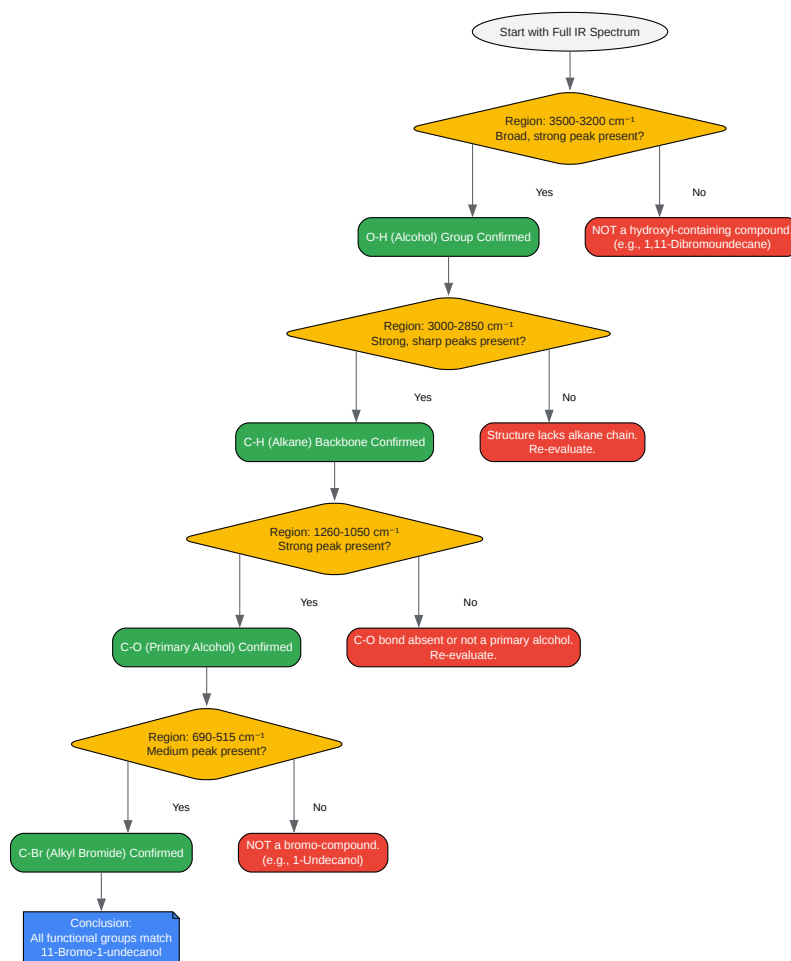 Start with Full IR Spectrum
Region: 3500-3200 cm⁻¹
Broad, strong peak present?
Yes
No
O-H (Alcohol) Group Confirmed
NOT a hydroxyl-containing compound.
(e.g., 1,11-Dibromoundecane)
Region: 3000-2850 cm⁻¹
Strong, sharp peaks present?
Yes
No
C-H (Alkane) Backbone Confirmed
Structure lacks alkane chain.
Re-evaluate.
Region: 1260-1050 cm⁻¹
Strong peak present?
Yes
No
C-O (Primary Alcohol) Confirmed
C-O bond absent or not a primary alcohol.
Re-evaluate.
Region: 690-515 cm⁻¹
Medium peak present?
Yes
No
C-Br (Alkyl Bromide) Confirmed
NOT a bromo-compound.
(e.g., 1-Undecanol)
Conclusion:
All functional groups match
11-Bromo-1-undecanol